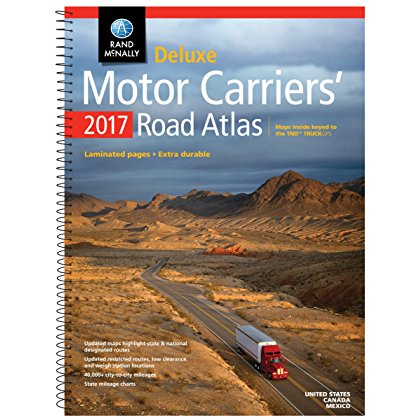 RAND
McNALLY
Deluxe
Motor Carriers'
2017 Road Atlas
Maps inside keyed to
the TND™ TRUCKGPS
Laminated pages • Extra durable
Updated maps highlight state & national
designated routes
Updated restricted routes, low clearance,
and weigh station locations
40,000+ city-to-city mileages
State mileage charts
UNITED STATES
CANADA
MEXICO